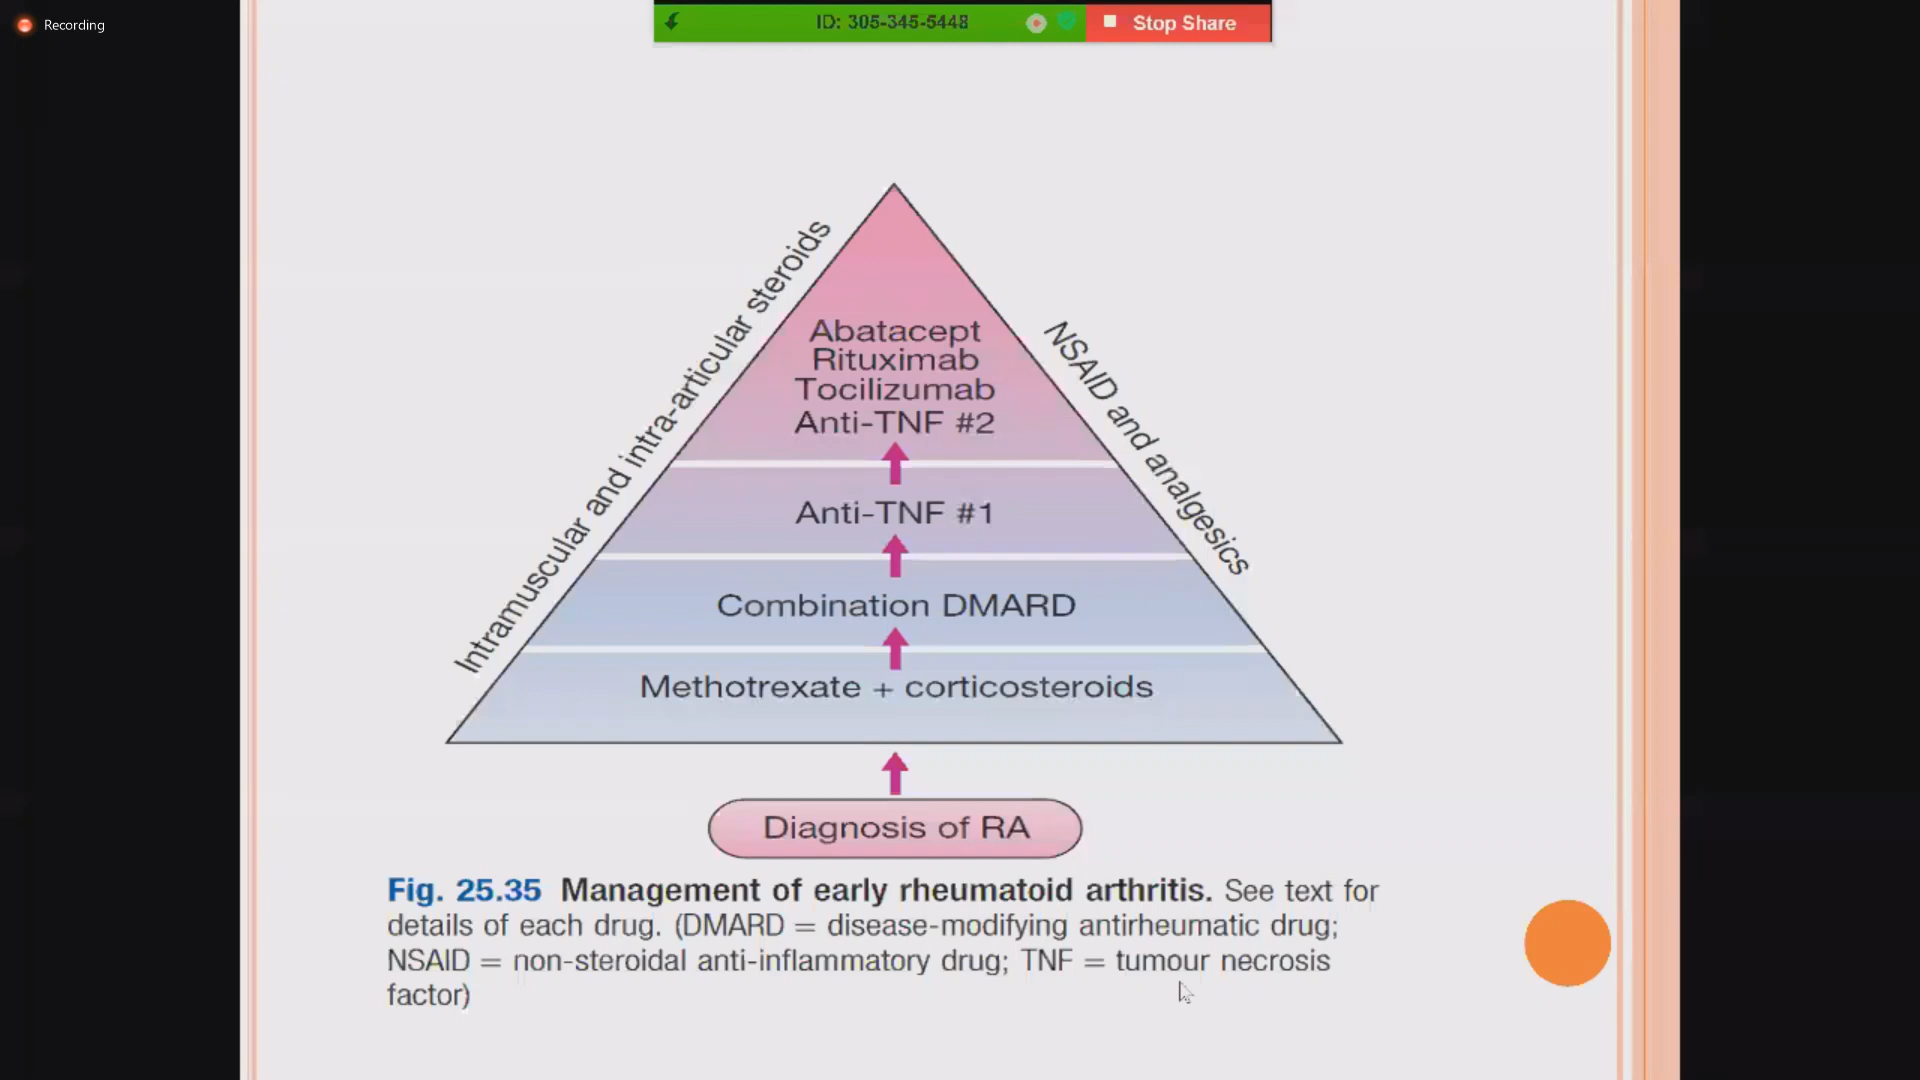 Recording
ID: 305-345-5448
Stop Share
Intramuscular and intra-articular steroids
NSAID and analgesics
Abatacept
Rituximab
Tocilizumab
Anti-TNF #2
Anti-TNF #1
Combination DMARD
Methotrexate + corticosteroids
Diagnosis of RA
Fig. 25.35 Management of early rheumatoid arthritis. See text for
details of each drug. (DMARD = disease-modifying antirheumatic drug;
NSAID = non-steroidal anti-inflammatory drug; TNF = tumour necrosis
factor)